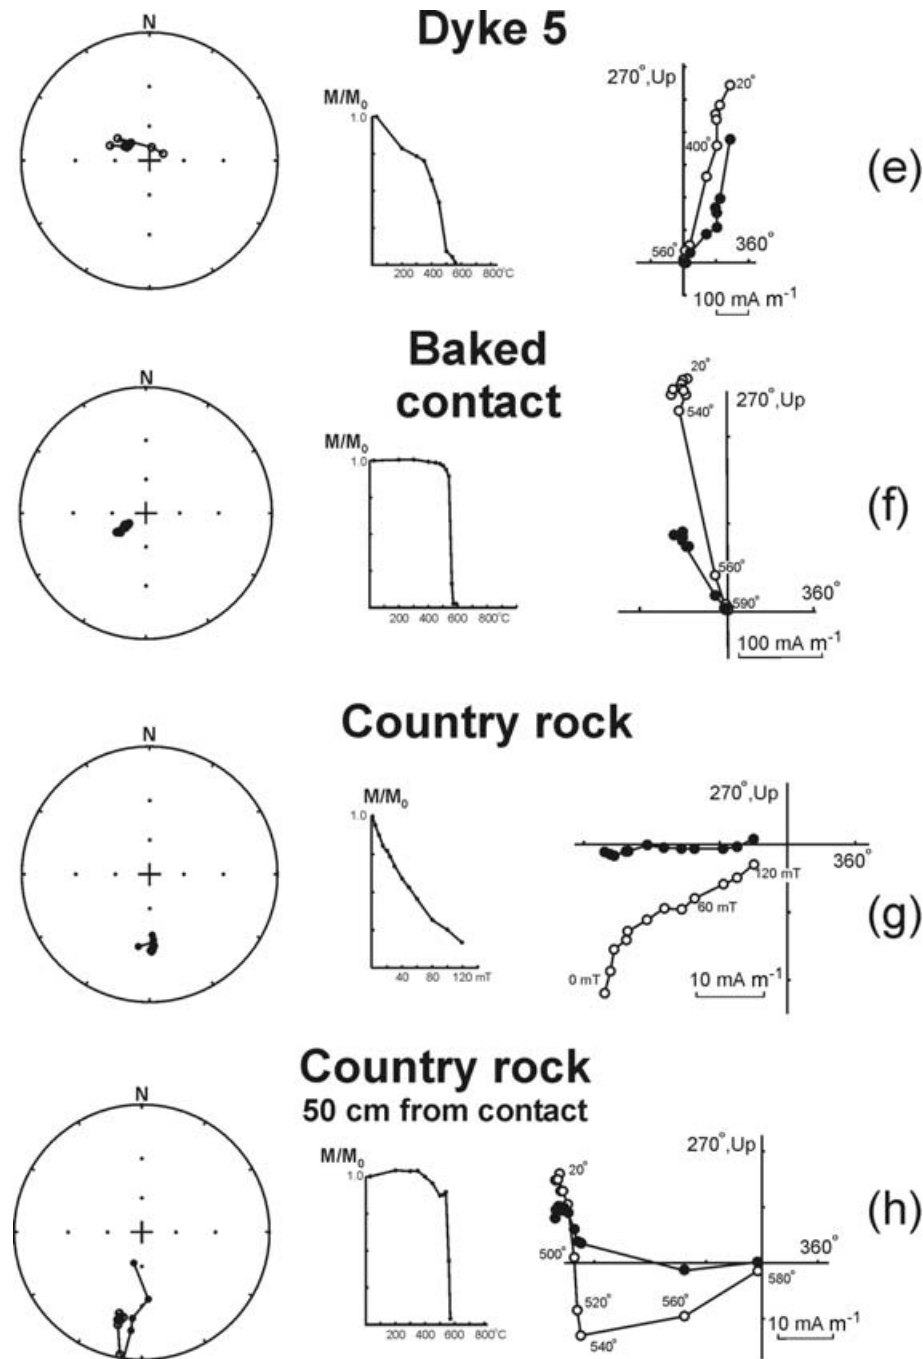 Dyke 5
N
M/M0
1.0
200 400 600 800°C
270°,Up
20°
400°
560°
360°
100 mA m-1
(e)
Baked
contact
N
M/M0
1.0
200 400 600 800°C
20°
270°,Up
540°
560°
590°
360°
100 mA m-1
(f)
Country rock
N
M/M0
1.0
40 80 120 mT
270°,Up
360°
120 mT
60 mT
0 mT
10 mA m-1
(g)
Country rock
50 cm from contact
N
M/M0
1.0
200 400 600 800°C
270°,Up
20°
500°
360°
580°
520°
560°
540°
10 mA m-1
(h)